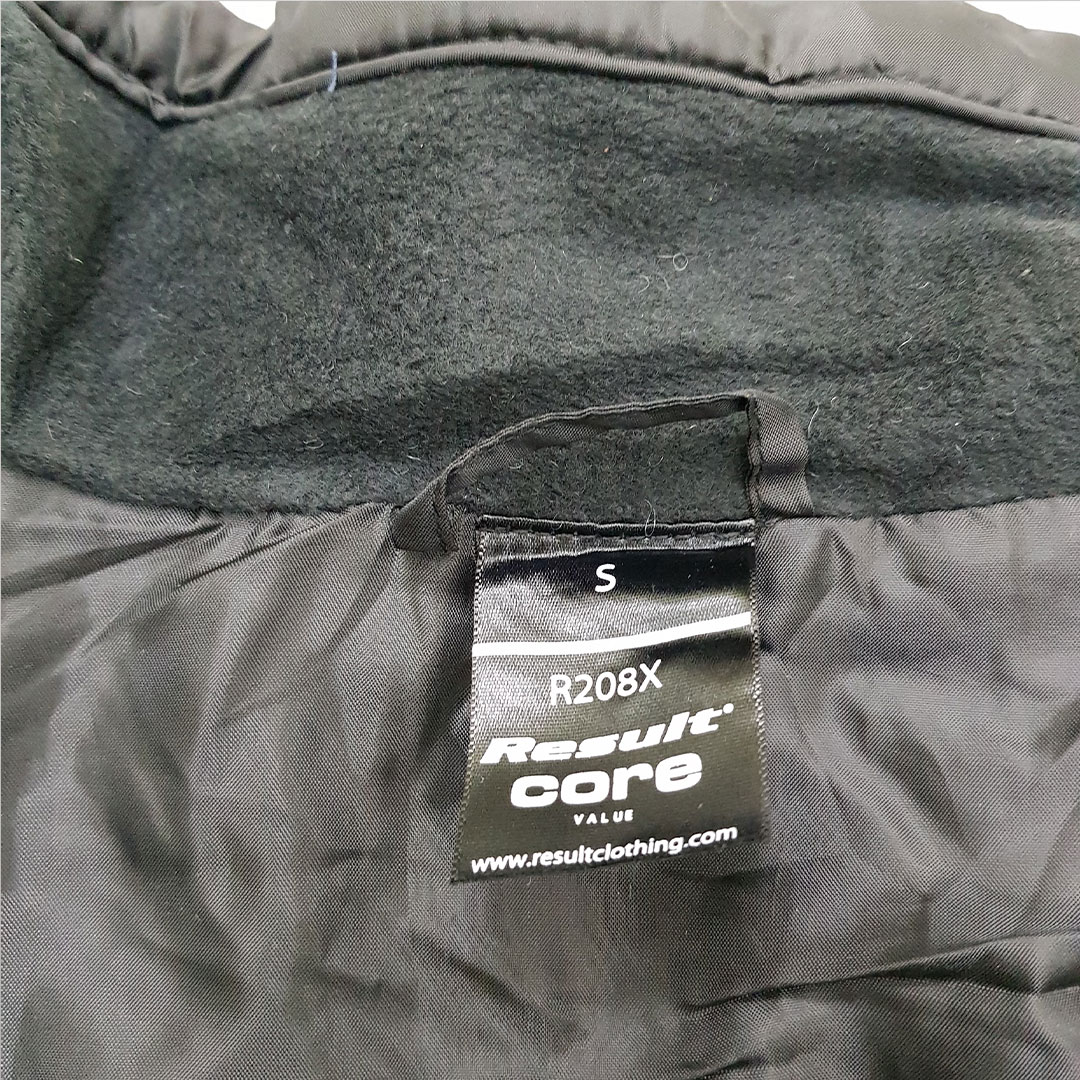 S
R208X
Result
core
VALUE
www.resultclothing.com